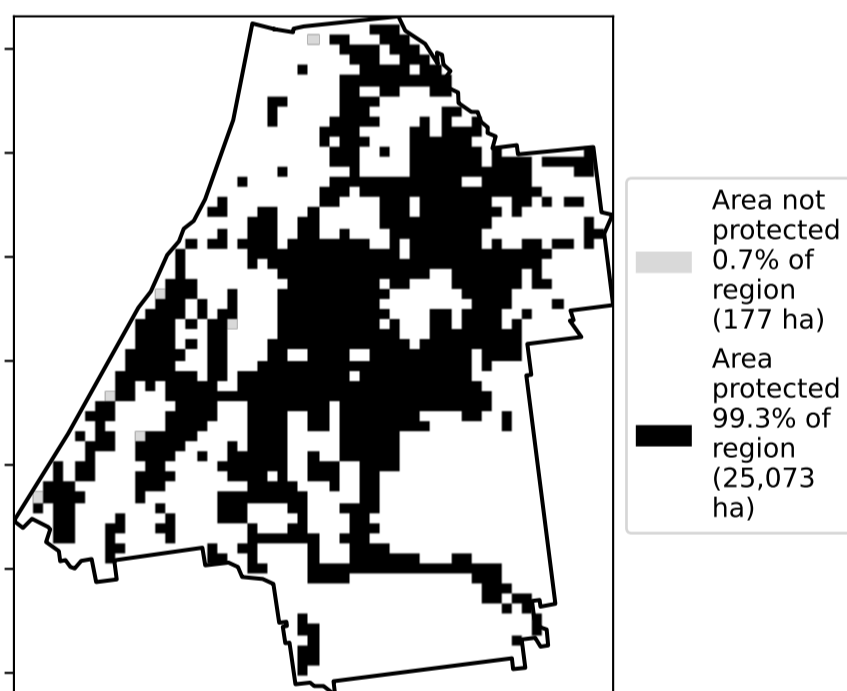 Area not
protected
0.7% of
region
(177 ha)
Area
protected
99.3% of
region
(25,073
ha)